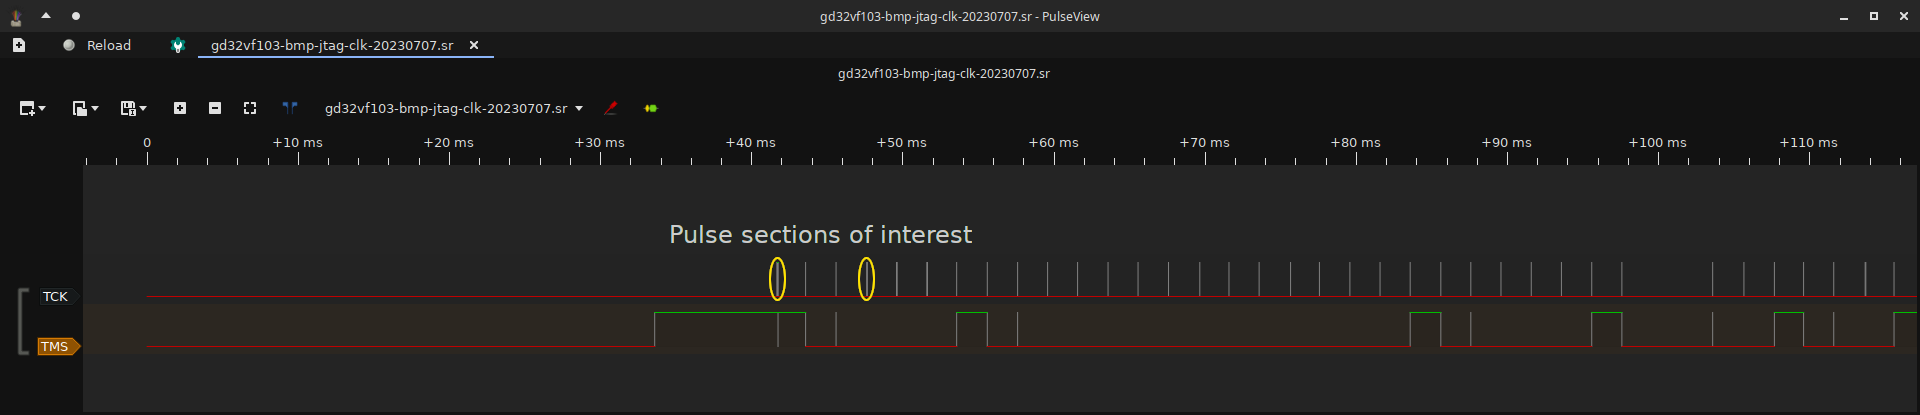 gd32vf103-bmp-jtag-clk-20230707.sr - PulseView
Reload
gd32vf103-bmp-jtag-clk-20230707.sr
gd32vf103-bmp-jtag-clk-20230707.sr
gd32vf103-bmp-jtag-clk-20230707.sr
0 +10 ms +20 ms +30 ms +40 ms +50 ms +60 ms +70 ms +80 ms +90 ms +100 ms +110 ms
Pulse sections of interest
TCK
TMS